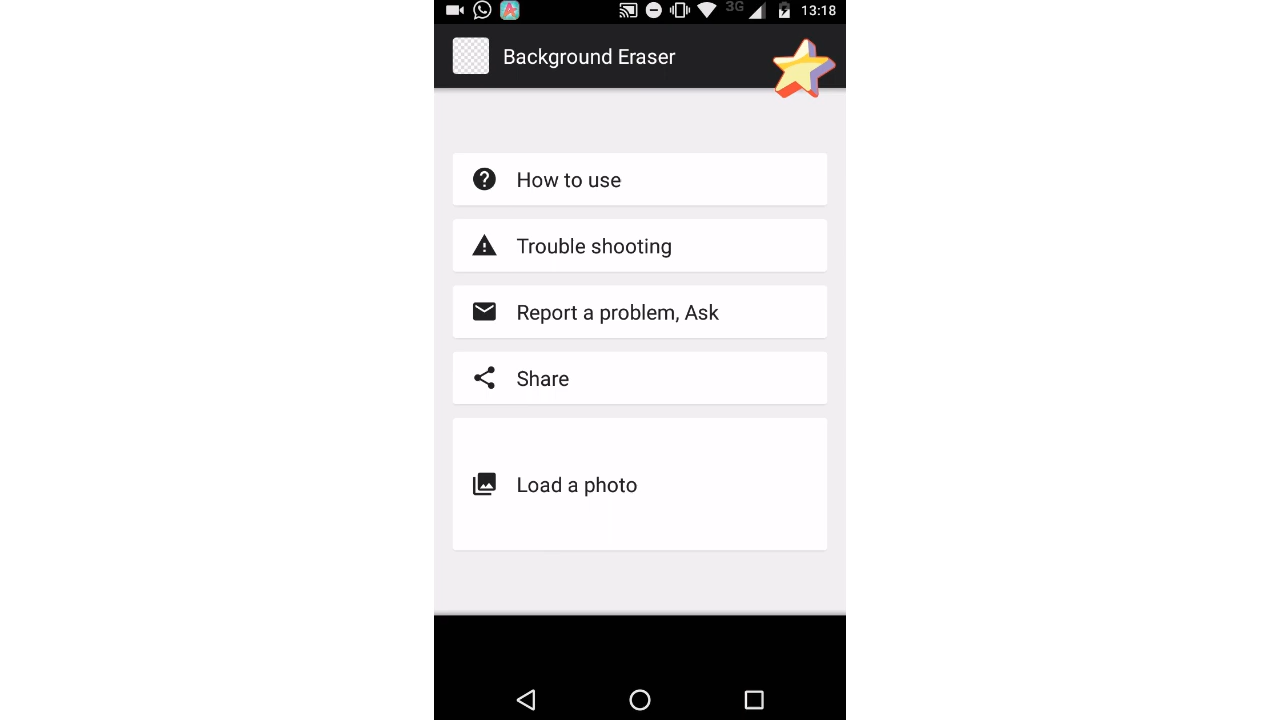 3G 13:18
Background Eraser
How to use
Trouble shooting
Report a problem, Ask
Share
Load a photo